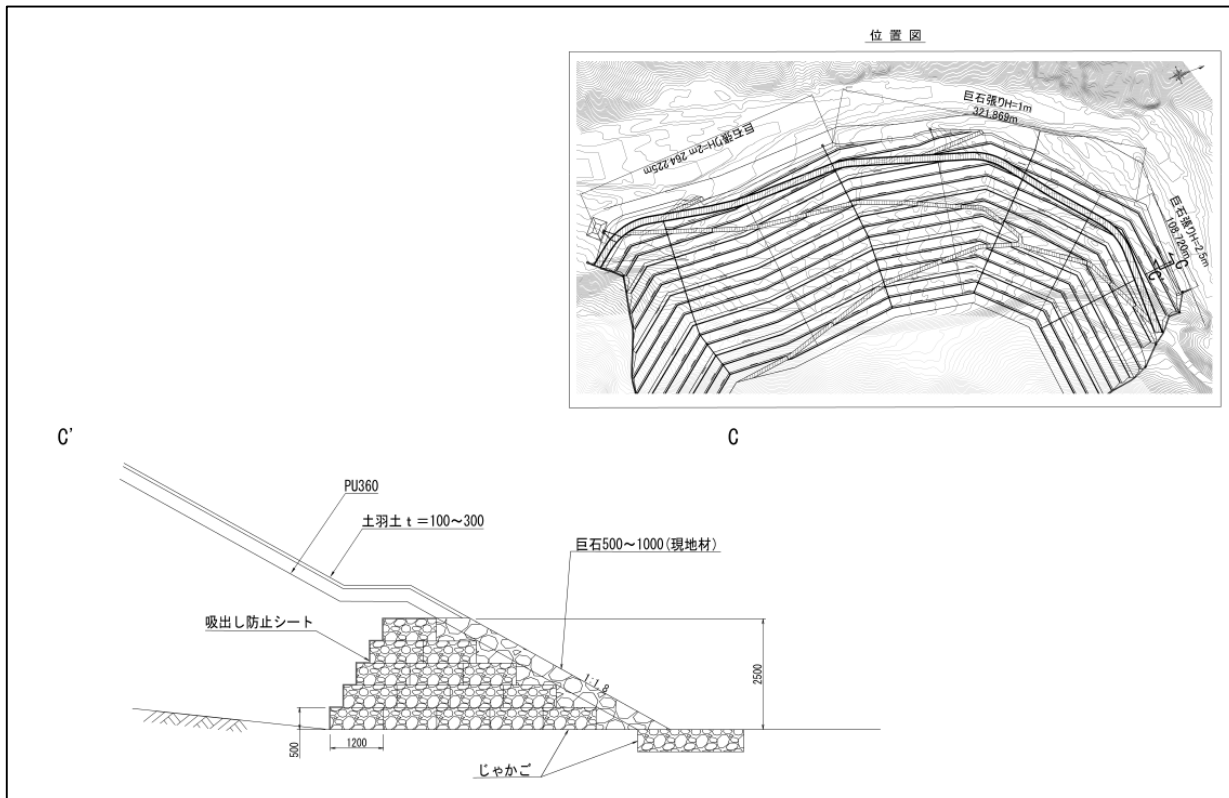 位 置 図
巨石張りH=1m
321.869m
巨石張りH=2m 264.225m
巨石張りH=2.5m
108.720m
C
C'
C'
C
PU360
土羽土 t =100~300
巨石500~1000(現地材)
吸出し防止シート
1:1.8
2500
500
1200
じゃかご